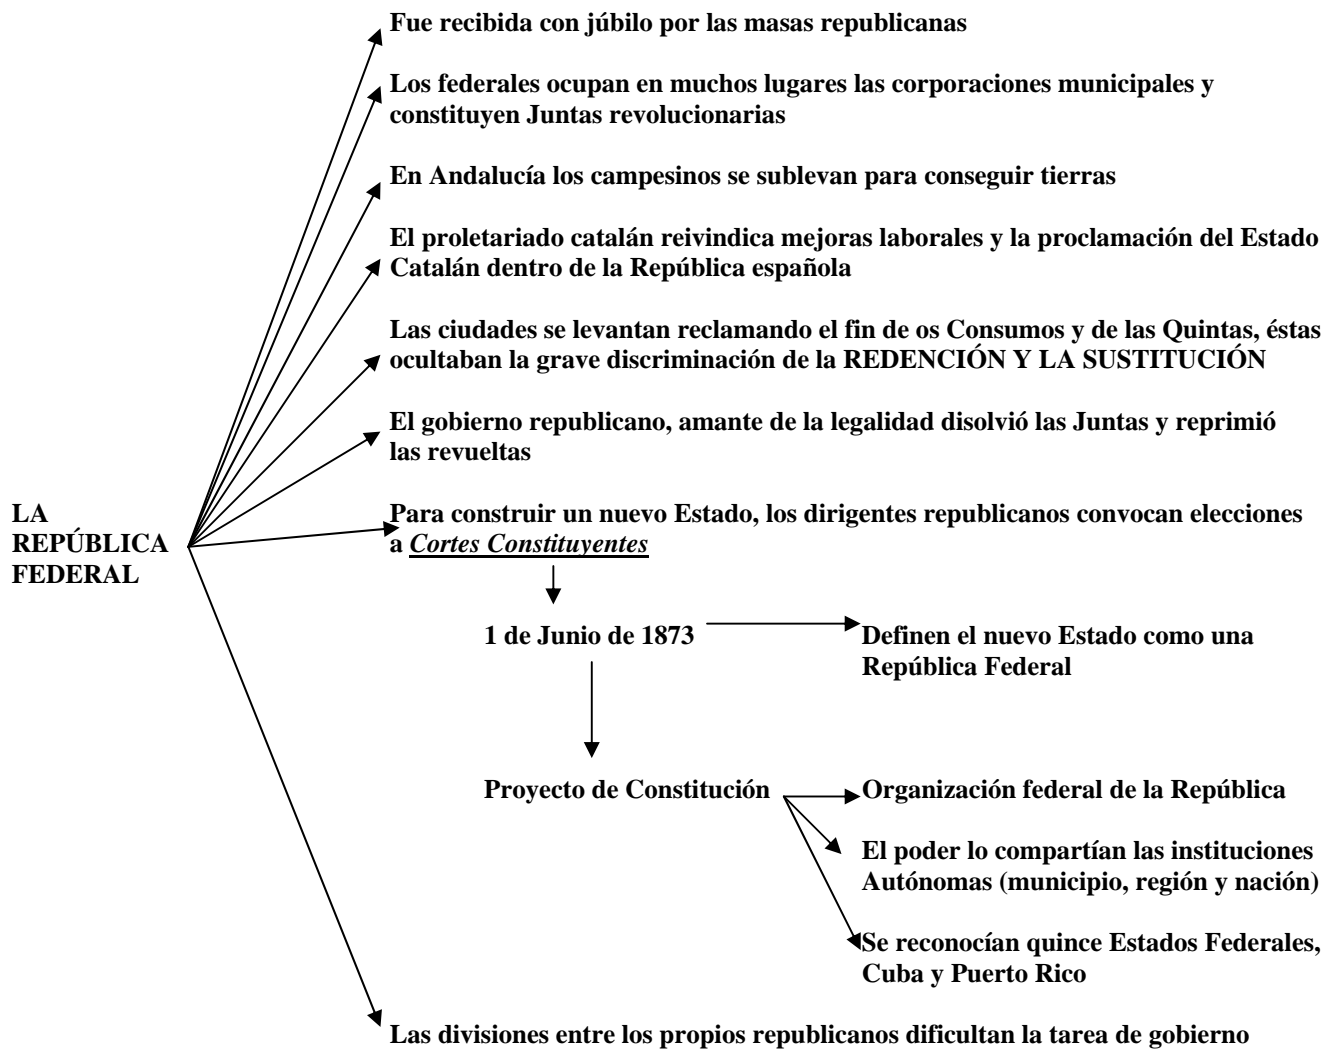 Fue recibida con júbilo por las masas republicanas
Los federales ocupan en muchos lugares las corporaciones municipales y
constituyen Juntas revolucionarias
En Andalucía los campesinos se sublevan para conseguir tierras
El proletariado catalán reivindica mejoras laborales y la proclamación del Estado
Catalán dentro de la República española
Las ciudades se levantan reclamando el fin de os Consumos y de las Quintas, éstas
ocultaban la grave discriminación de la REDENCIÓN Y LA SUSTITUCIÓN
El gobierno republicano, amante de la legalidad disolvió las Juntas y reprimió
las revueltas
LA
REPÚBLICA
FEDERAL
Para construir un nuevo Estado, los dirigentes republicanos convocan elecciones
a Cortes Constituyentes
1 de Junio de 1873
Definen el nuevo Estado como una
República Federal
Proyecto de Constitución
Organización federal de la República
El poder lo compartían las instituciones
Autónomas (municipio, región y nación)
Se reconocían quince Estados Federales,
Cuba y Puerto Rico
Las divisiones entre los propios republicanos dificultan la tarea de gobierno